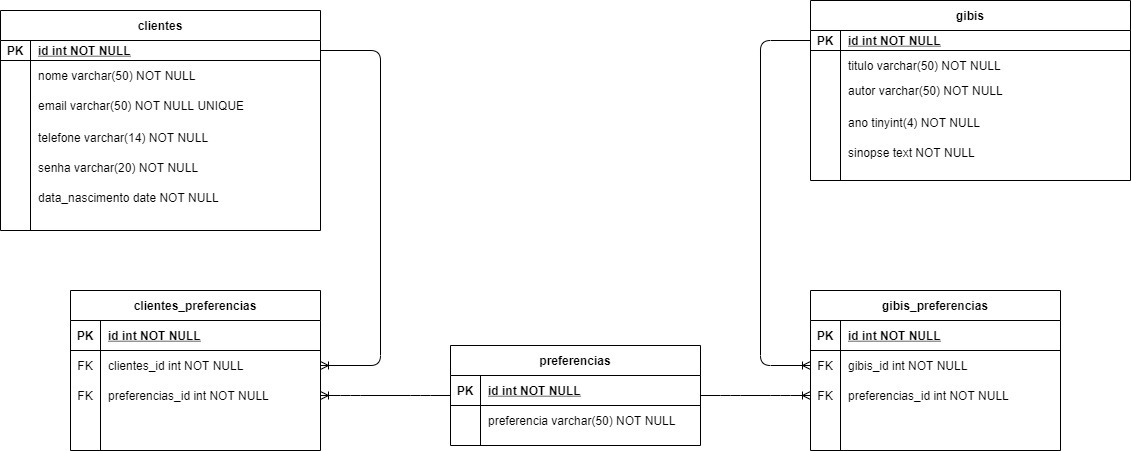 clientes
PK id int NOT NULL
nome varchar(50) NOT NULL
email varchar(50) NOT NULL UNIQUE
telefone varchar(14) NOT NULL
senha varchar(20) NOT NULL
data_nascimento date NOT NULL
gibis
PK id int NOT NULL
titulo varchar(50) NOT NULL
autor varchar(50) NOT NULL
ano tinyint(4) NOT NULL
sinopse text NOT NULL
clientes_preferencias
PK id int NOT NULL
FK clientes_id int NOT NULL
FK preferencias_id int NOT NULL
preferencias
PK id int NOT NULL
preferencia varchar(50) NOT NULL
gibis_preferencias
PK id int NOT NULL
FK gibis_id int NOT NULL
FK preferencias_id int NOT NULL